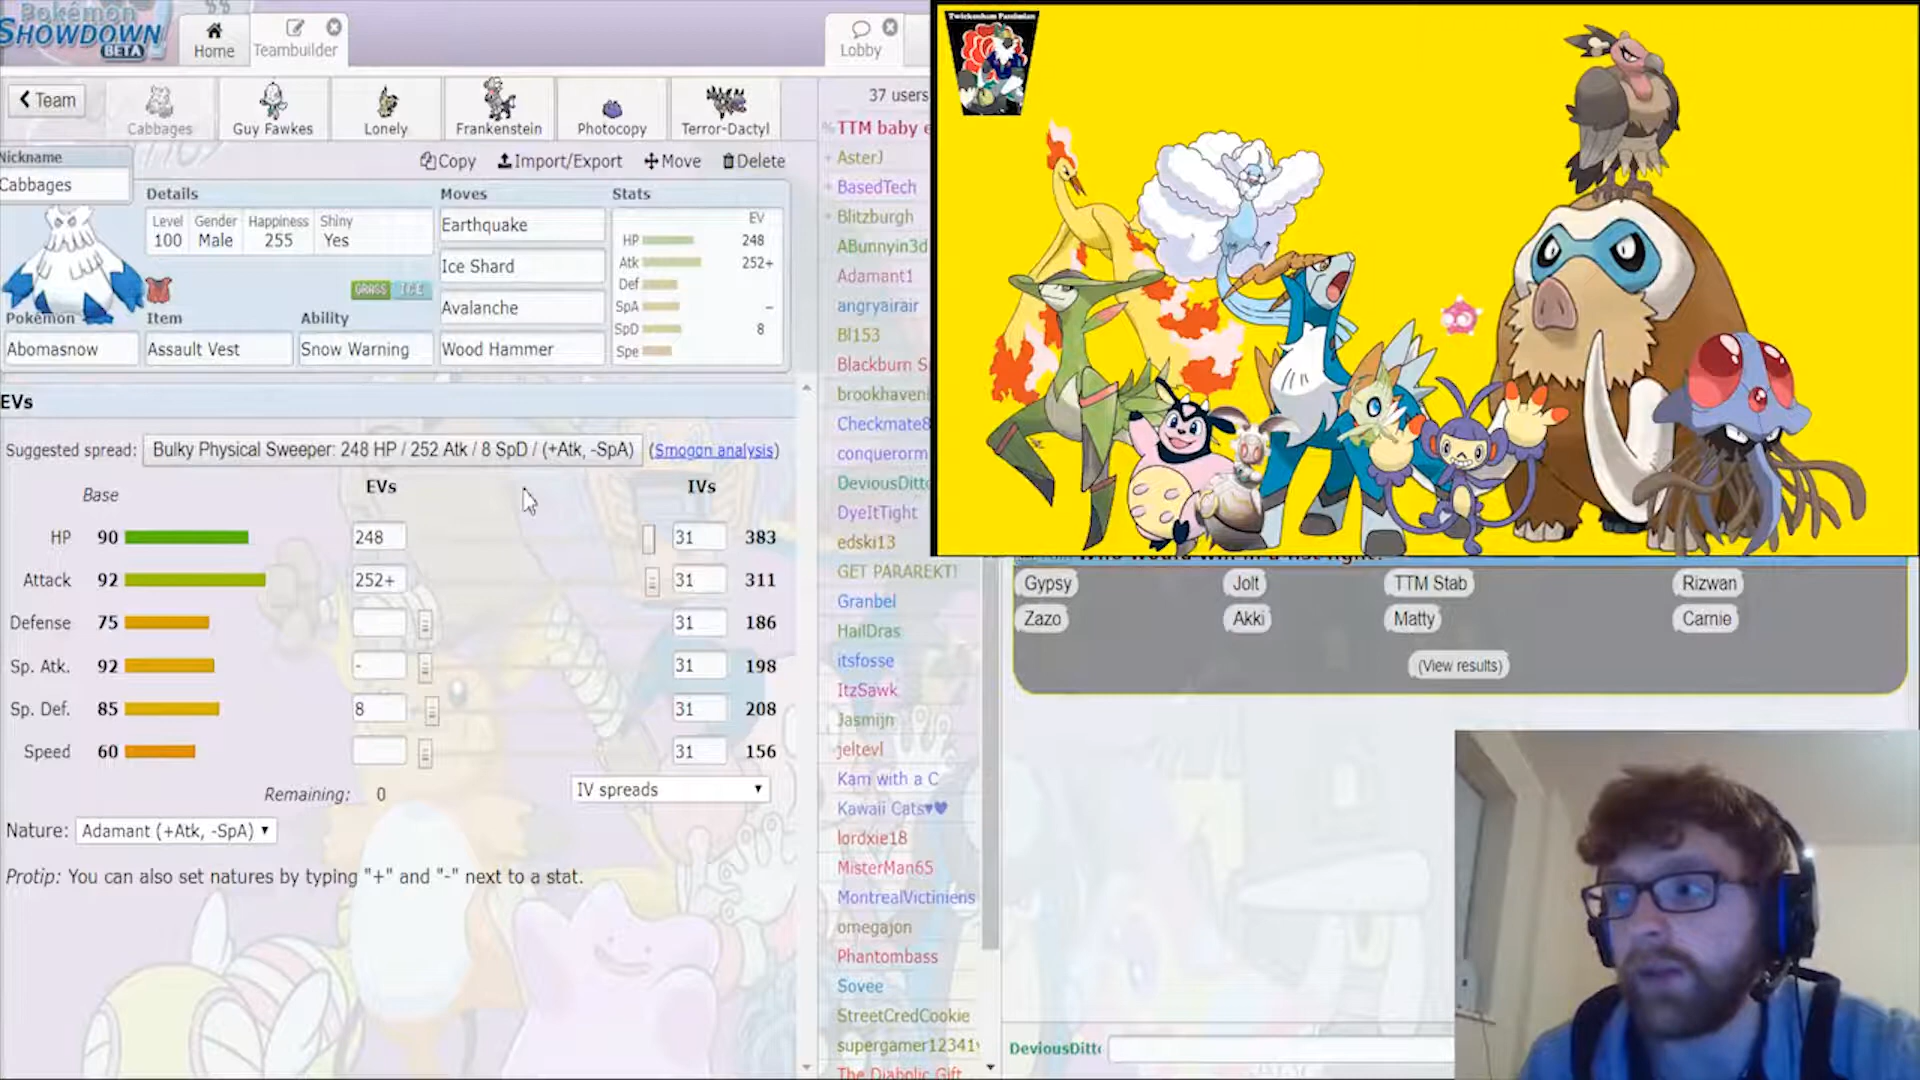 Pokémon
SHOWDOWN
BETA
Home
Teambuilder
Lobby
Team
Cabbages
Guy Fawkes
Lonely
Frankenstein
Photocopy
Terror-Dactyl
37 users
Nickname
Cabbages
Copy Import/Export Move Delete
Details
Level Gender Happiness Shiny
100 Male 255 Yes
GRASS ICE
Pokémon Item Ability
Abomasnow Assault Vest Snow Warning
Moves
Earthquake
Ice Shard
Avalanche
Wood Hammer
Stats
EV
HP 248
Atk 252+
Def
SpA –
SpD 8
Spe
EVs
Suggested spread: Bulky Physical Sweeper: 248 HP / 252 Atk / 8 SpD / (+Atk, -SpA) (Smogon analysis)
Base EVs IVs
HP 90 248 31 383
Attack 92 252+ 31 311
Defense 75 31 186
Sp. Atk. 92 - 31 198
Sp. Def. 85 8 31 208
Speed 60 31 156
Remaining: 0
IV spreads
Nature: Adamant (+Atk, -SpA)
Protip: You can also set natures by typing "+" and "-" next to a stat.
TTM baby
AsterJ
BasedTech
Blitzburgh
ABunnyin3d
Adamant1
angryairair
Bl153
Blackburn S
brookhaven
Checkmate8
conquerorm
DeviousDitt
DyeItTight
edski13
GET PARAREKT!
Granbel
HailDras
itsfosse
ItzSawk
Jasmijn
jeltevl
Kam with a C
Kawaii Cats♥♥
lordxie18
MisterMan65
MontrealVictiniens
omegajon
Phantombass
Sovee
StreetCredCookie
supergamer12341
The Diabolic Gift
Twickenham
Gypsy Jolt TTM Stab Rizwan
Zazo Akki Matty Carnie
(View results)
DeviousDitt